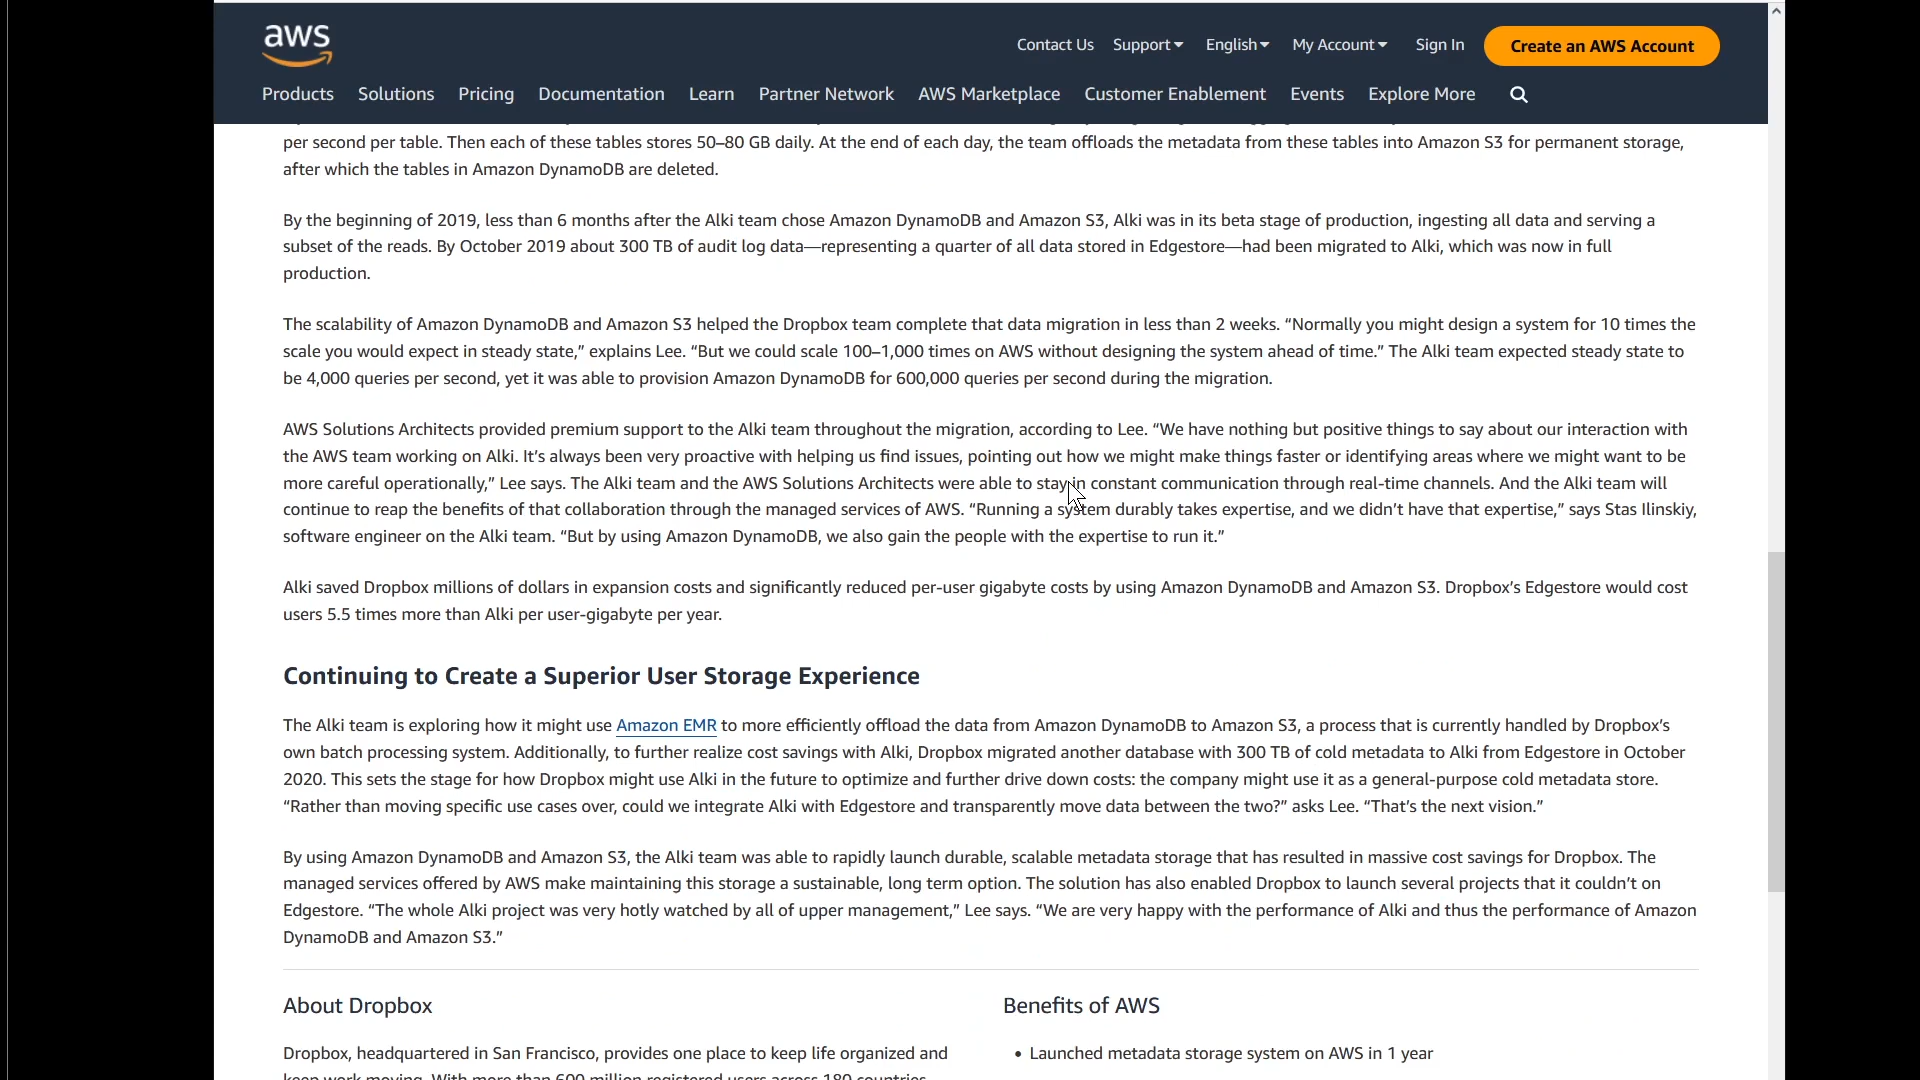 aws
Contact Us Support English My Account Sign In Create an AWS Account
Products Solutions Pricing Documentation Learn Partner Network AWS Marketplace Customer Enablement Events Explore More
per second per table. Then each of these tables stores 50–80 GB daily. At the end of each day, the team offloads the metadata from these tables into Amazon S3 for permanent storage,
after which the tables in Amazon DynamoDB are deleted.
By the beginning of 2019, less than 6 months after the Alki team chose Amazon DynamoDB and Amazon S3, Alki was in its beta stage of production, ingesting all data and serving a
subset of the reads. By October 2019 about 300 TB of audit log data—representing a quarter of all data stored in Edgestore—had been migrated to Alki, which was now in full
production.
The scalability of Amazon DynamoDB and Amazon S3 helped the Dropbox team complete that data migration in less than 2 weeks. “Normally you might design a system for 10 times the
scale you would expect in steady state,” explains Lee. “But we could scale 100–1,000 times on AWS without designing the system ahead of time.” The Alki team expected steady state to
be 4,000 queries per second, yet it was able to provision Amazon DynamoDB for 600,000 queries per second during the migration.
AWS Solutions Architects provided premium support to the Alki team throughout the migration, according to Lee. “We have nothing but positive things to say about our interaction with
the AWS team working on Alki. It’s always been very proactive with helping us find issues, pointing out how we might make things faster or identifying areas where we might want to be
more careful operationally,” Lee says. The Alki team and the AWS Solutions Architects were able to stay in constant communication through real-time channels. And the Alki team will
continue to reap the benefits of that collaboration through the managed services of AWS. “Running a system durably takes expertise, and we didn’t have that expertise,” says Stas Ilinskiy,
software engineer on the Alki team. “But by using Amazon DynamoDB, we also gain the people with the expertise to run it.”
Alki saved Dropbox millions of dollars in expansion costs and significantly reduced per-user gigabyte costs by using Amazon DynamoDB and Amazon S3. Dropbox’s Edgestore would cost
users 5.5 times more than Alki per user-gigabyte per year.
Continuing to Create a Superior User Storage Experience
The Alki team is exploring how it might use Amazon EMR to more efficiently offload the data from Amazon DynamoDB to Amazon S3, a process that is currently handled by Dropbox’s
own batch processing system. Additionally, to further realize cost savings with Alki, Dropbox migrated another database with 300 TB of cold metadata to Alki from Edgestore in October
2020. This sets the stage for how Dropbox might use Alki in the future to optimize and further drive down costs: the company might use it as a general-purpose cold metadata store.
“Rather than moving specific use cases over, could we integrate Alki with Edgestore and transparently move data between the two?” asks Lee. “That’s the next vision.”
By using Amazon DynamoDB and Amazon S3, the Alki team was able to rapidly launch durable, scalable metadata storage that has resulted in massive cost savings for Dropbox. The
managed services offered by AWS make maintaining this storage a sustainable, long term option. The solution has also enabled Dropbox to launch several projects that it couldn’t on
Edgestore. “The whole Alki project was very hotly watched by all of upper management,” Lee says. “We are very happy with the performance of Alki and thus the performance of Amazon
DynamoDB and Amazon S3.”
About Dropbox
Dropbox, headquartered in San Francisco, provides one place to keep life organized and
keep work moving. With more than 600 million registered users across 180 countries,
Benefits of AWS
• Launched metadata storage system on AWS in 1 year